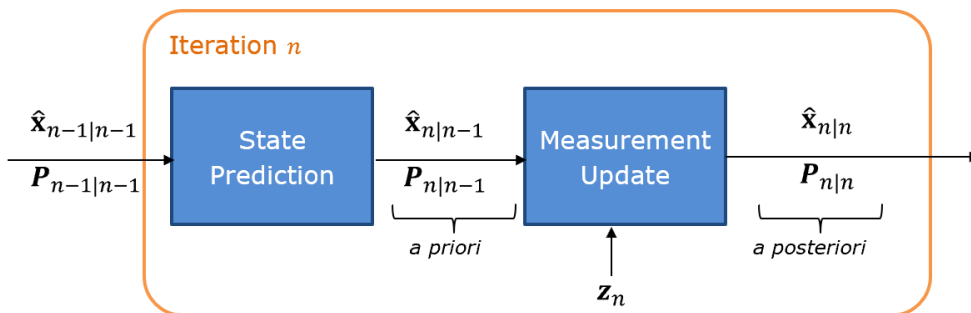 Iteration n
x̂ₙ₋₁|ₙ₋₁
Pₙ₋₁|ₙ₋₁
State
Prediction
x̂ₙ|ₙ₋₁
Pₙ|ₙ₋₁
a priori
Measurement
Update
zₙ
x̂ₙ|ₙ
Pₙ|ₙ
a posteriori